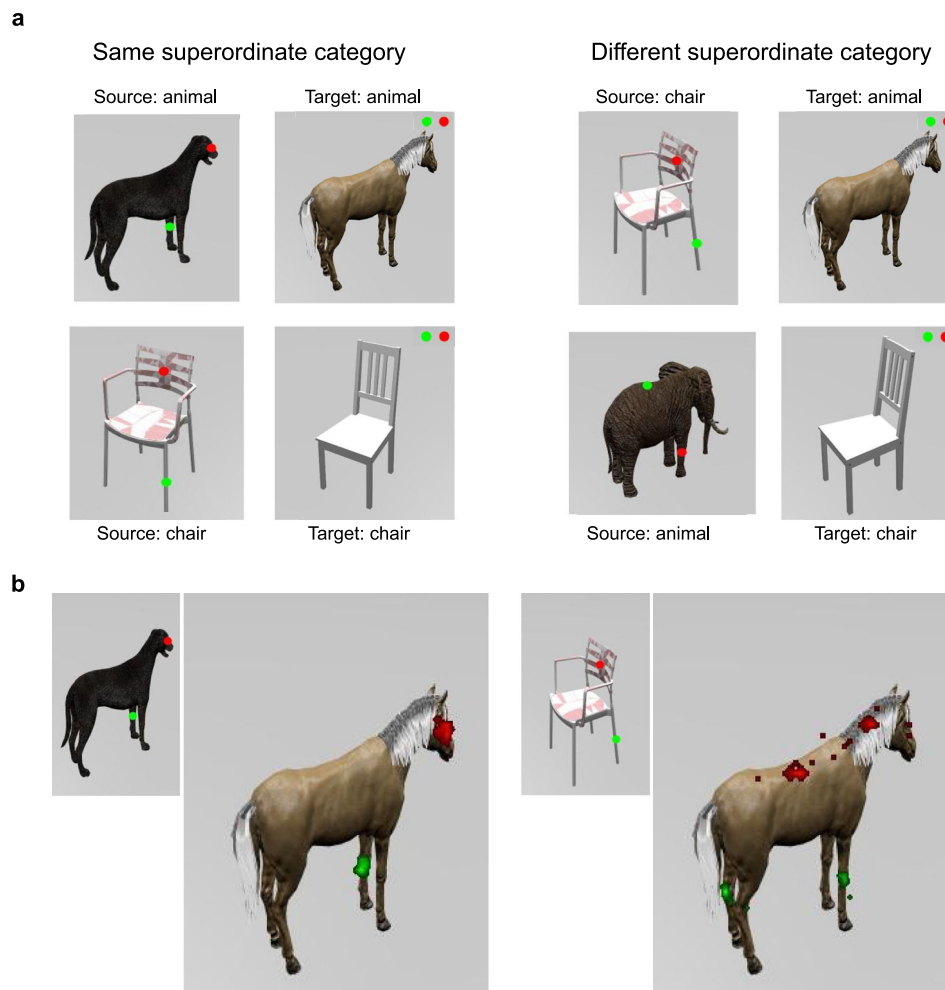 a
Same superordinate category
Different superordinate category
Source: animal
Target: animal
Source: chair
Target: animal
Source: chair
Target: chair
Source: animal
Target: chair
b